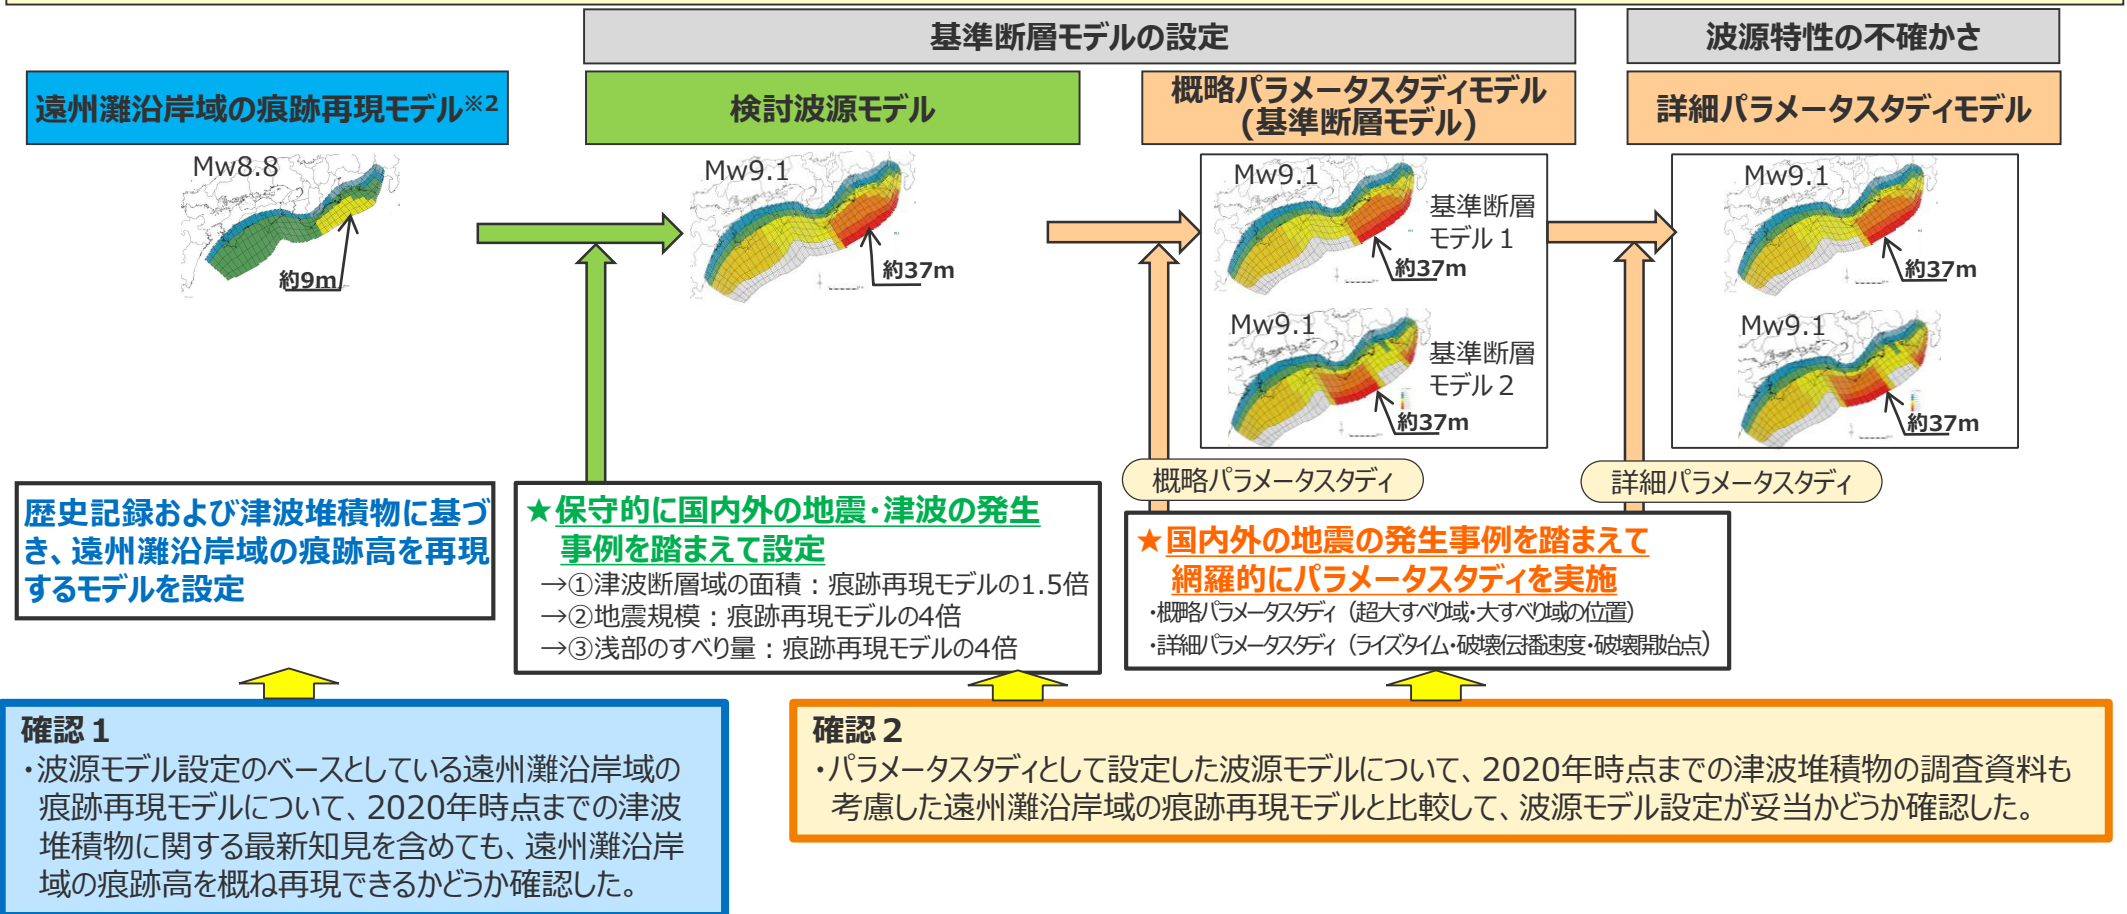 基準断層モデルの設定
波源特性の不確かさ
遠州灘沿岸域の痕跡再現モデル※2
検討波源モデル
概略パラメータスタディモデル
(基準断層モデル)
詳細パラメータスタディモデル
Mw8.8
約9m
Mw9.1
約37m
Mw9.1
基準断層
モデル1
約37m
Mw9.1
基準断層
モデル2
約37m
Mw9.1
約37m
Mw9.1
約37m
概略パラメータスタディ
詳細パラメータスタディ
歴史記録および津波堆積物に基づ
き、遠州灘沿岸域の痕跡高を再現
するモデルを設定
★保守的に国内外の地震・津波の発生
事例を踏まえて設定
→①津波断層域の面積：痕跡再現モデルの1.5倍
→②地震規模：痕跡再現モデルの4倍
→③浅部のすべり量：痕跡再現モデルの4倍
★国内外の地震の発生事例を踏まえて
網羅的にパラメータスタディを実施
・概略パラメータスタディ（超大すべり域・大すべり域の位置）
・詳細パラメータスタディ（ライズタイム・破壊伝播速度・破壊開始点）
確認1
・波源モデル設定のベースとしている遠州灘沿岸域の
痕跡再現モデルについて、2020年時点までの津波
堆積物に関する最新知見を含めても、遠州灘沿岸
域の痕跡高を概ね再現できるかどうか確認した。
確認2
・パラメータスタディとして設定した波源モデルについて、2020年時点までの津波堆積物の調査資料も
考慮した遠州灘沿岸域の痕跡再現モデルと比較して、波源モデル設定が妥当かどうか確認した。